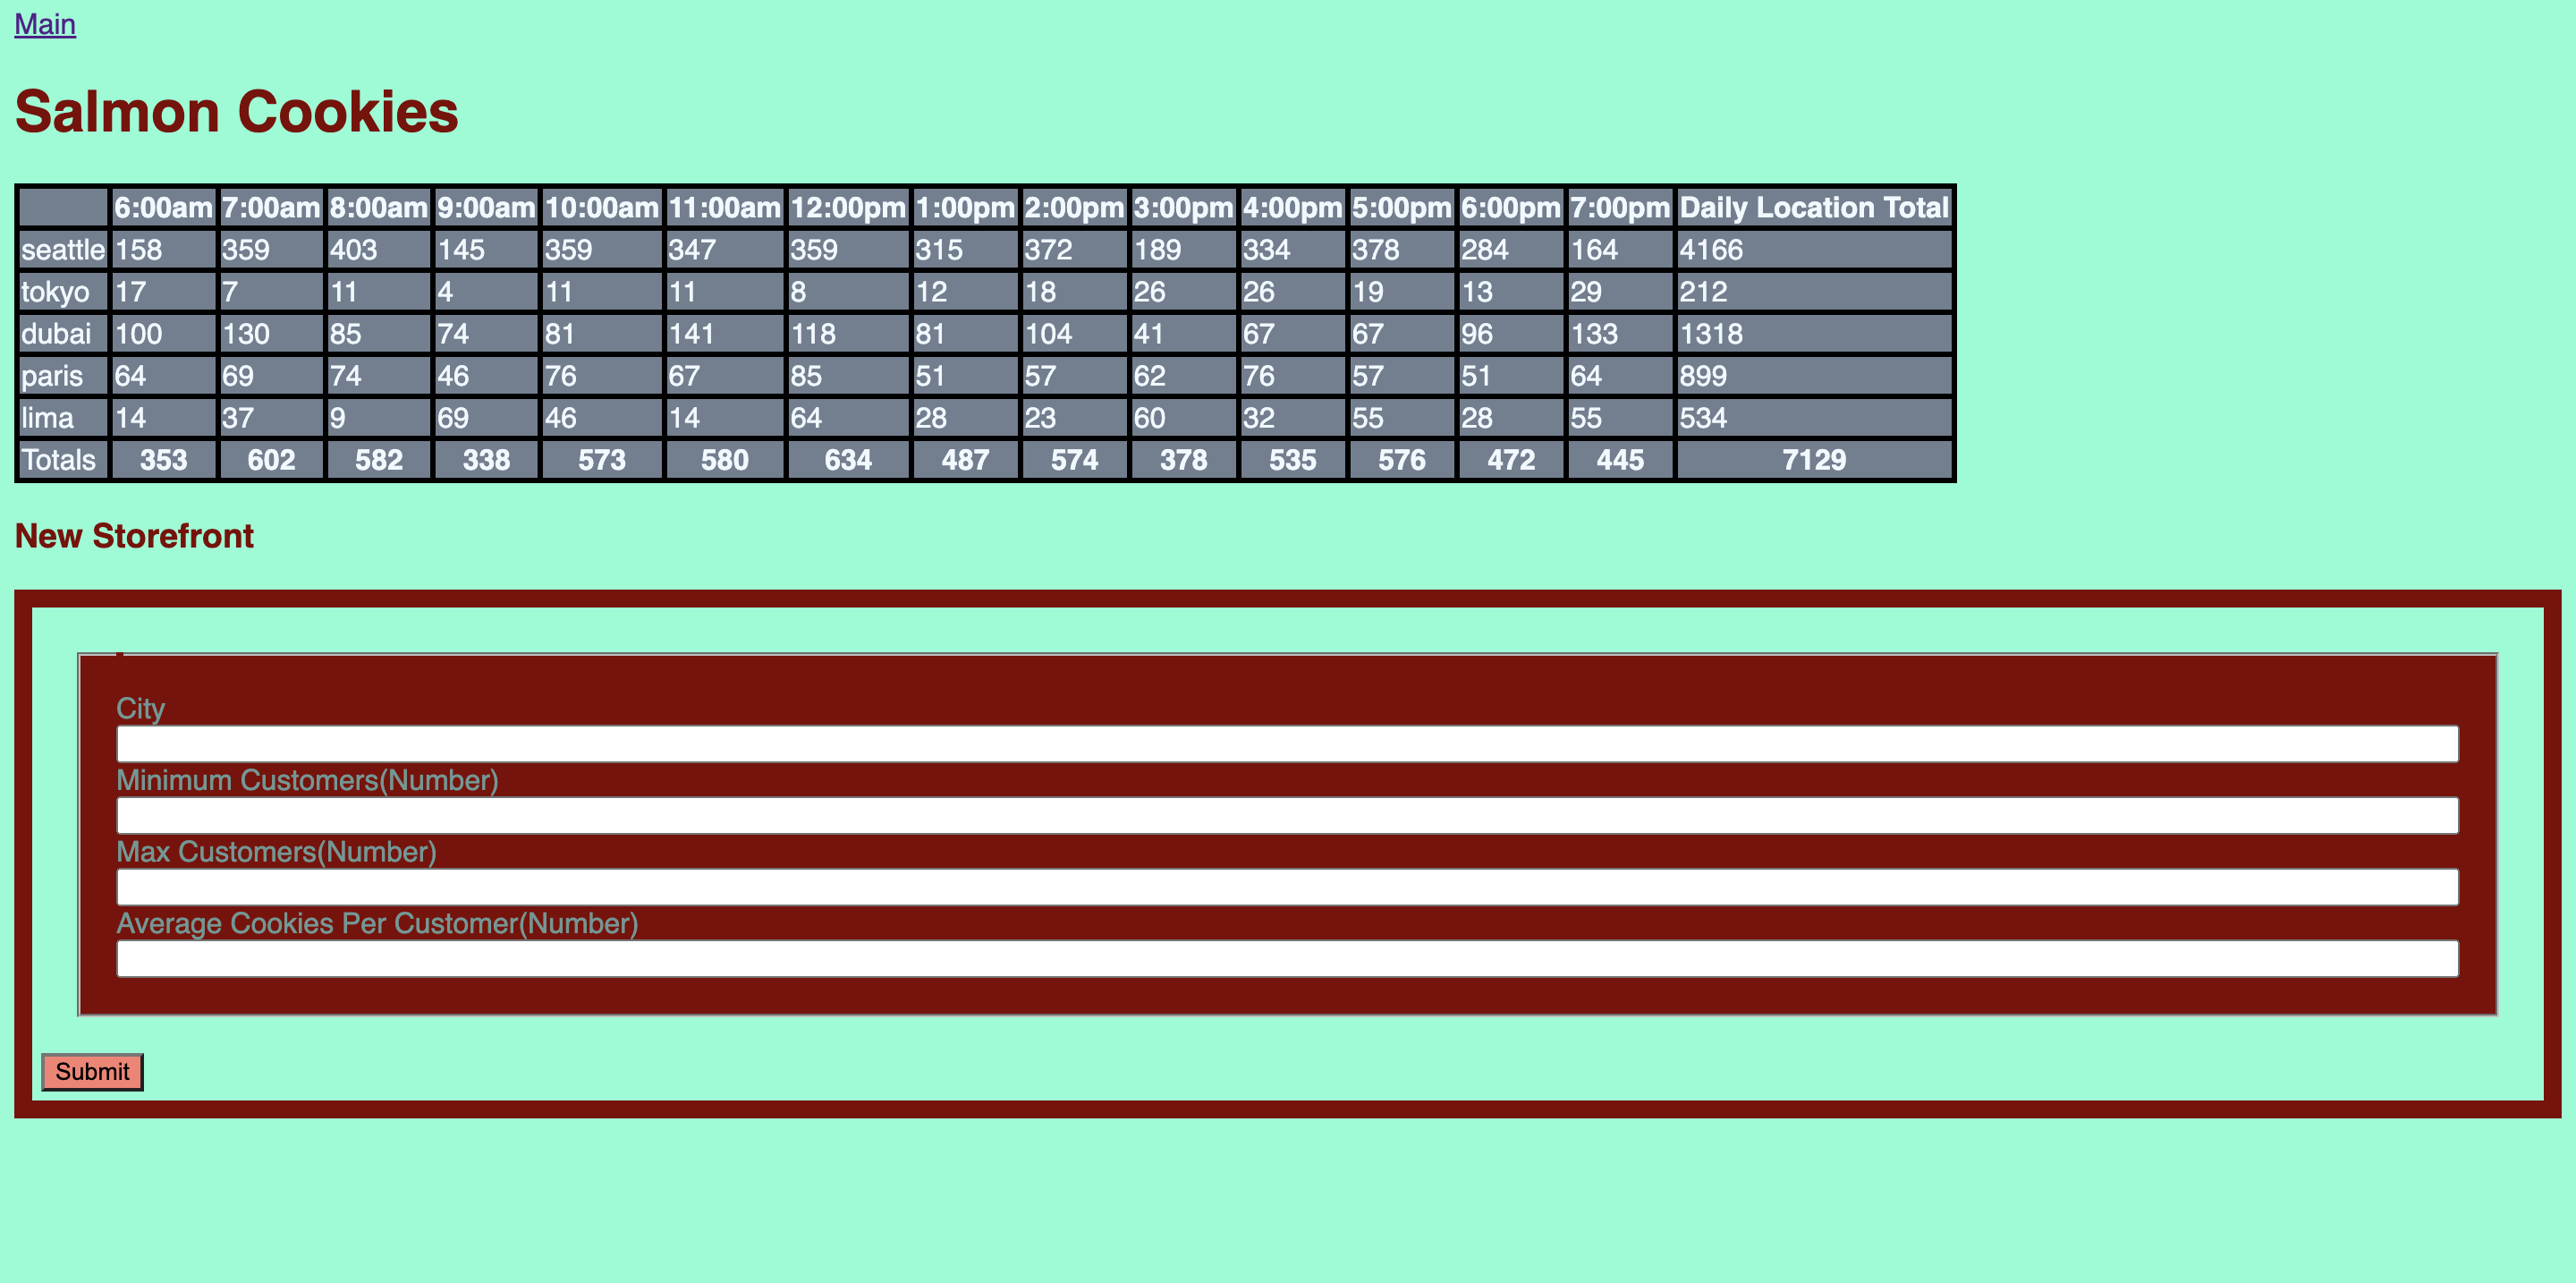 Main
Salmon Cookies
6:00am 7:00am 8:00am 9:00am 10:00am 11:00am 12:00pm 1:00pm 2:00pm 3:00pm 4:00pm 5:00pm 6:00pm 7:00pm Daily Location Total
seattle 158 359 403 145 359 347 359 315 372 189 334 378 284 164 4166
tokyo 17 7 11 4 11 11 8 12 18 26 26 19 13 29 212
dubai 100 130 85 74 81 141 118 81 104 41 67 67 96 133 1318
paris 64 69 74 46 76 67 85 51 57 62 76 57 51 64 899
lima 14 37 9 69 46 14 64 28 23 60 32 55 28 55 534
Totals 353 602 582 338 573 580 634 487 574 378 535 576 472 445 7129
New Storefront
City
Minimum Customers(Number)
Max Customers(Number)
Average Cookies Per Customer(Number)
Submit